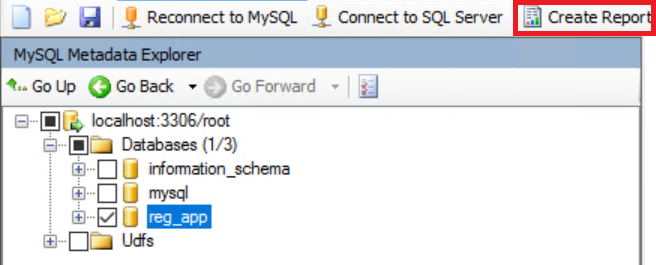 Reconnect to MySQL Connect to SQL Server Create Report
MySQL Metadata Explorer
Go Up Go Back Go Forward
localhost:3306/root
Databases (1/3)
information_schema
mysql
reg_app
Udfs